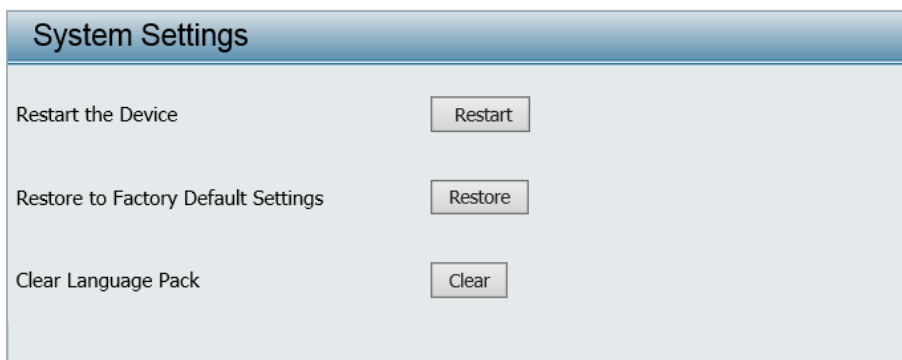 System Settings
Restart the Device Restart
Restore to Factory Default Settings Restore
Clear Language Pack Clear